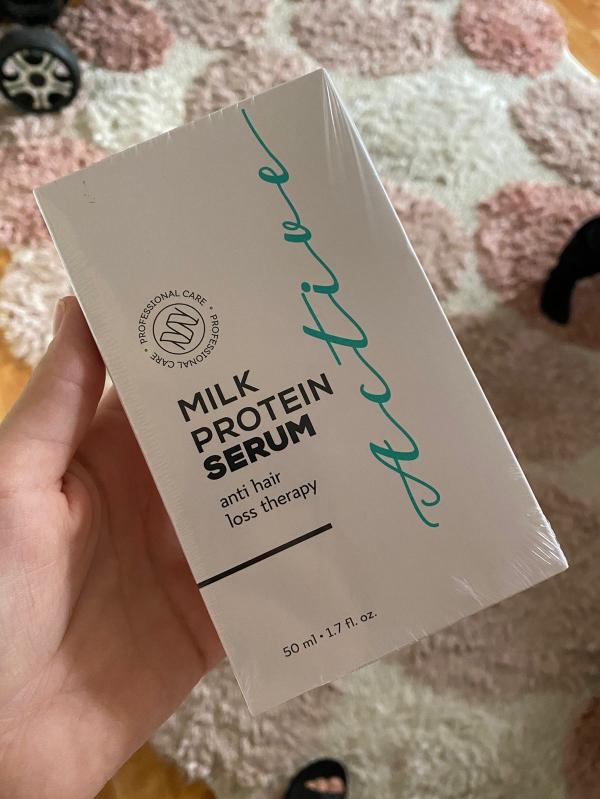 Active
PROFESSIONAL CARE • PROFESSIONAL CARE •
MILK
PROTEIN
SERUM
anti hair
loss therapy
50 ml • 1.7 fl. oz.